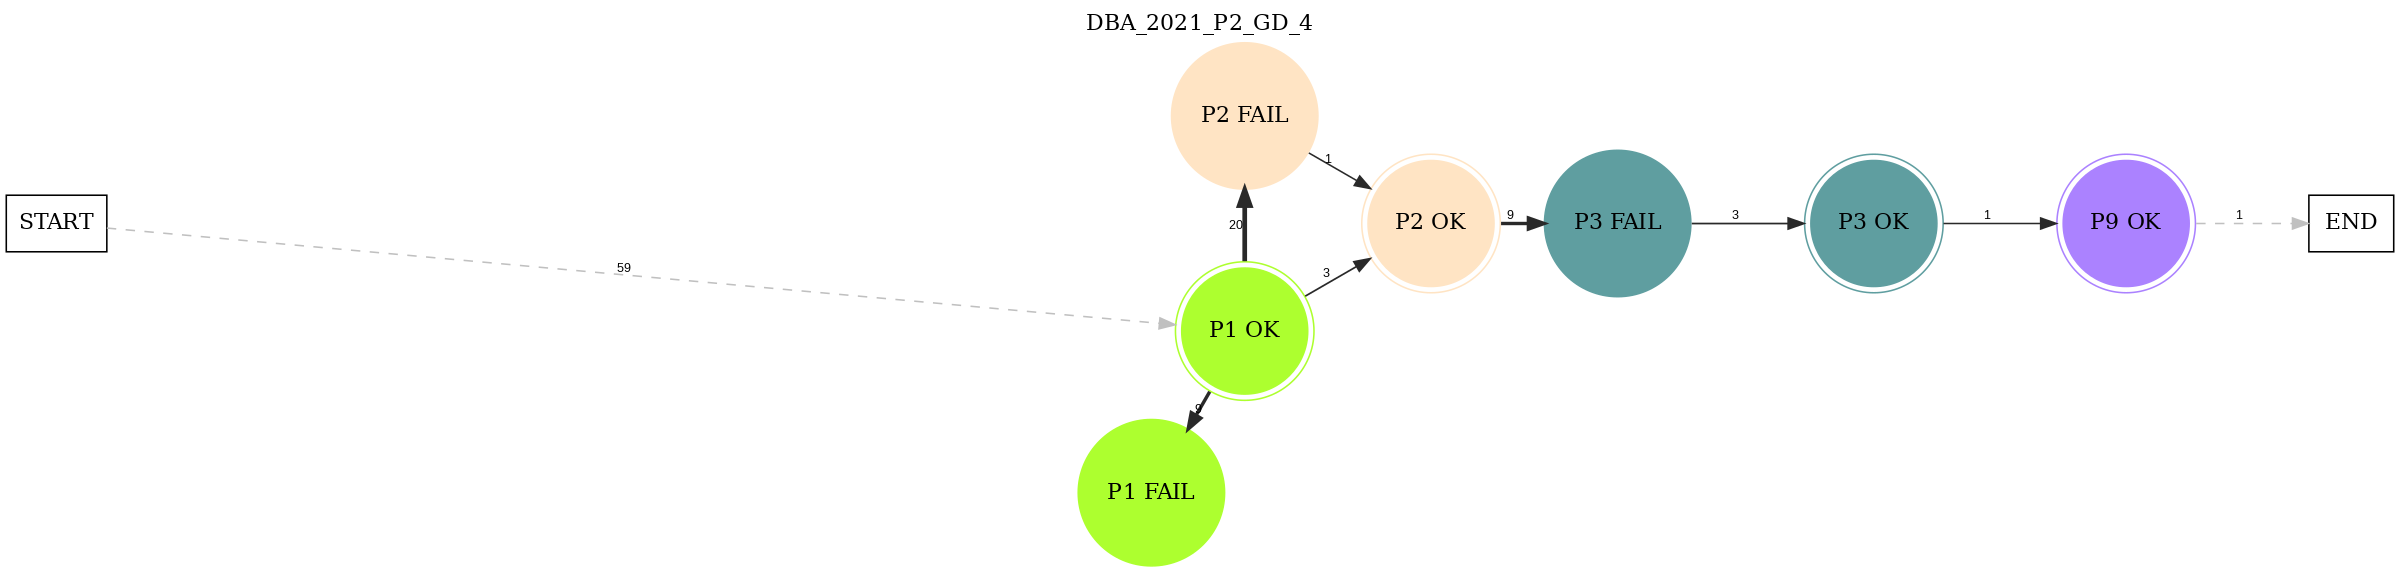 DBA_2021_P2_GD_4
P2 FAIL
1
START
59
20
P1 OK
3
9
P1 FAIL
P2 OK
9
P3 FAIL
3
P3 OK
1
P9 OK
1
END